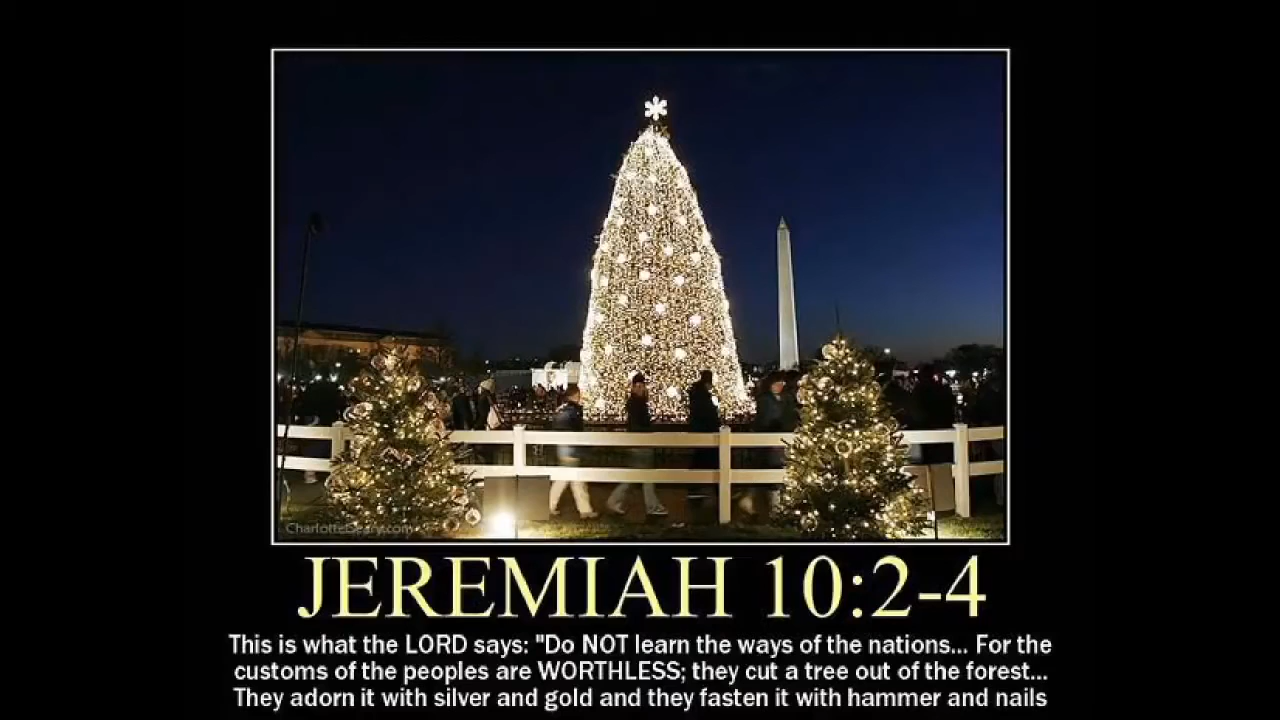 CharlotteGeary.com
JEREMIAH 10:2-4
This is what the LORD says: "Do NOT learn the ways of the nations... For the
customs of the peoples are WORTHLESS; they cut a tree out of the forest...
They adorn it with silver and gold and they fasten it with hammer and nails